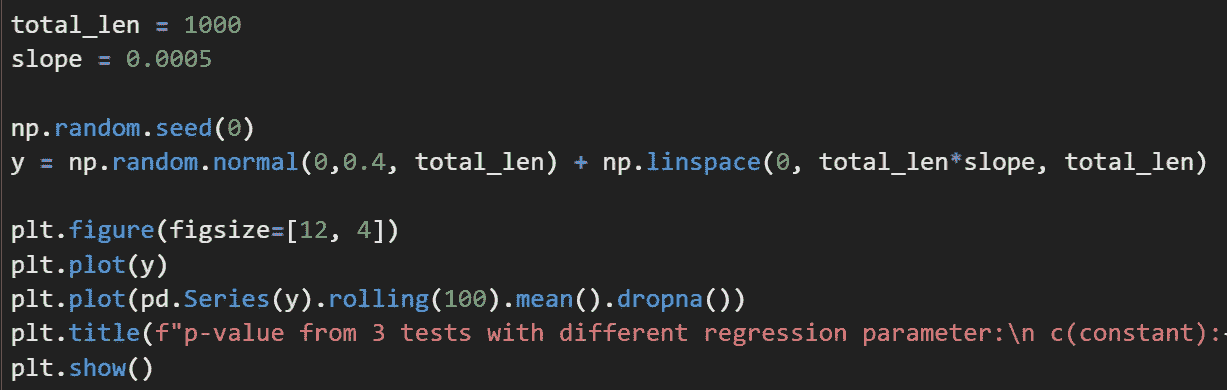 total_len = 1000
slope = 0.0005
np.random.seed(0)
y = np.random.normal(0,0.4, total_len) + np.linspace(0, total_len*slope, total_len)
plt.figure(figsize=[12, 4])
plt.plot(y)
plt.plot(pd.Series(y).rolling(100).mean().dropna())
plt.title(f"p-value from 3 tests with different regression parameter:\n c(constant):
plt.show()